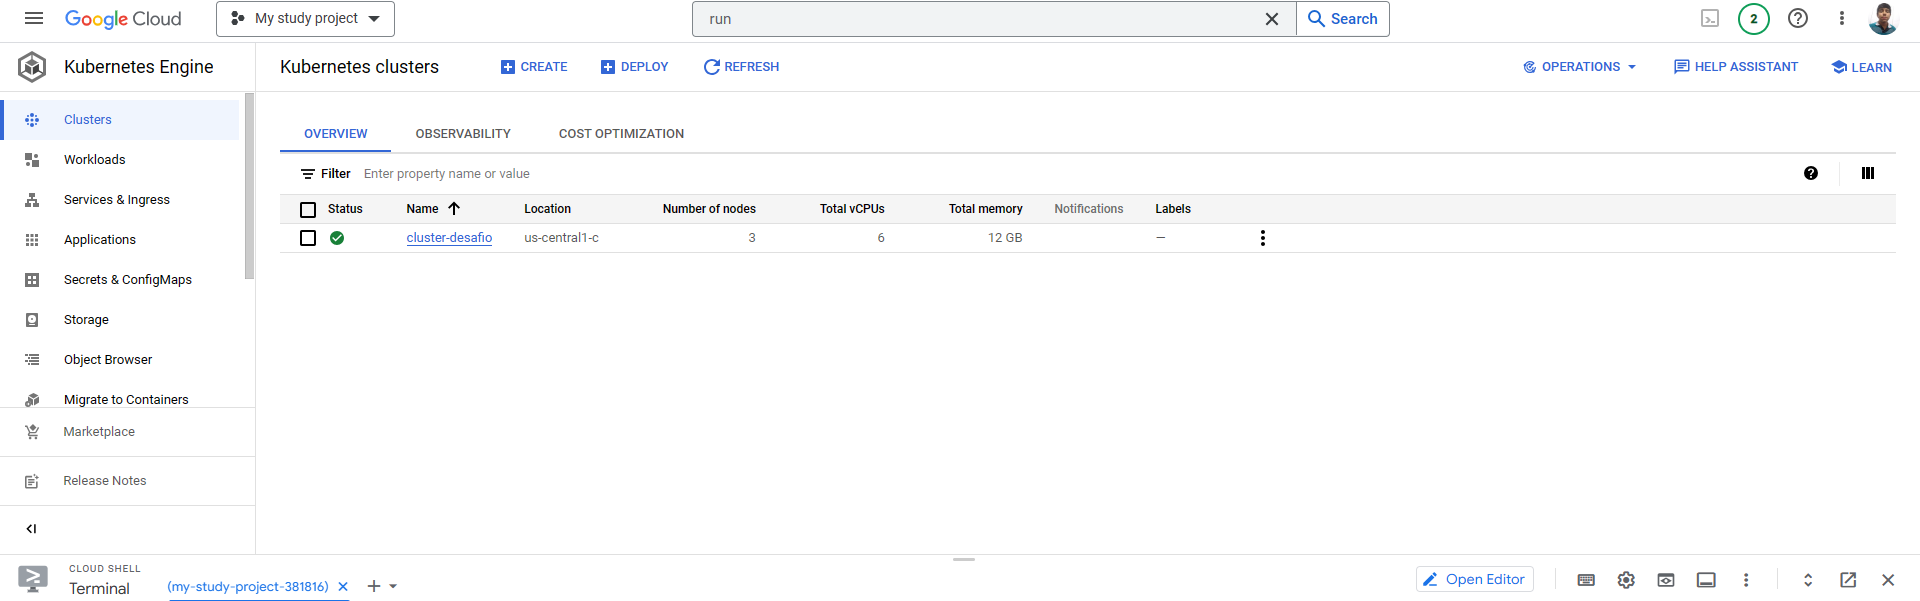 Google Cloud
My study project
run
Search
2
Kubernetes Engine
Kubernetes clusters
CREATE
DEPLOY
REFRESH
OPERATIONS
HELP ASSISTANT
LEARN
Clusters
Workloads
Services & Ingress
Applications
Secrets & ConfigMaps
Storage
Object Browser
Migrate to Containers
Marketplace
Release Notes
OVERVIEW
OBSERVABILITY
COST OPTIMIZATION
Filter Enter property name or value
Status Name Location Number of nodes Total vCPUs Total memory Notifications Labels
cluster-desafio us-central1-c 3 6 12 GB —
CLOUD SHELL
Terminal
(my-study-project-381816)
Open Editor